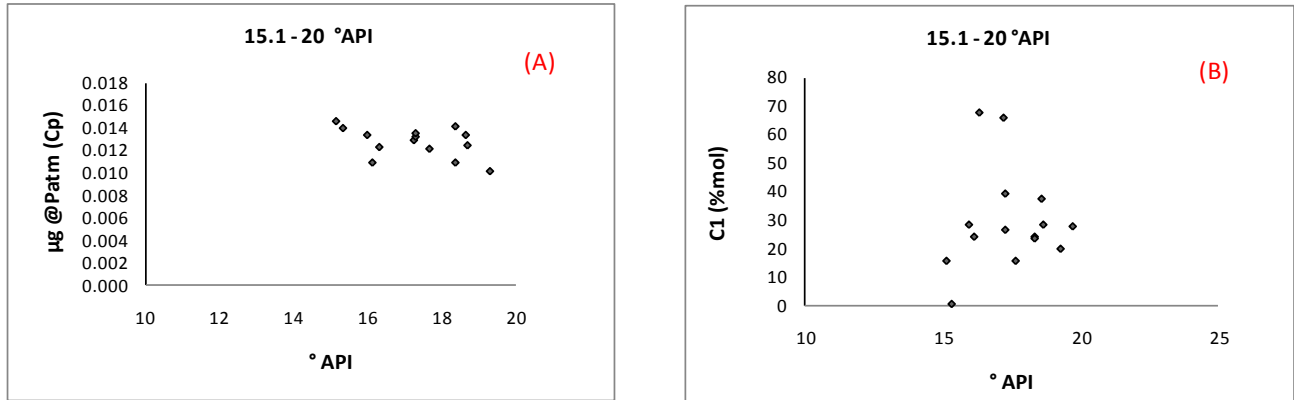 15.1 - 20 °API
(A)
0.018
0.016
0.014
0.012
0.010
0.008
0.006
0.004
0.002
0.000
µg @Patm (Cp)
10 12 14 16 18 20
° API
15.1 - 20 °API
(B)
80
70
60
50
40
30
20
10
0
C1 (%mol)
10 15 20 25
° API